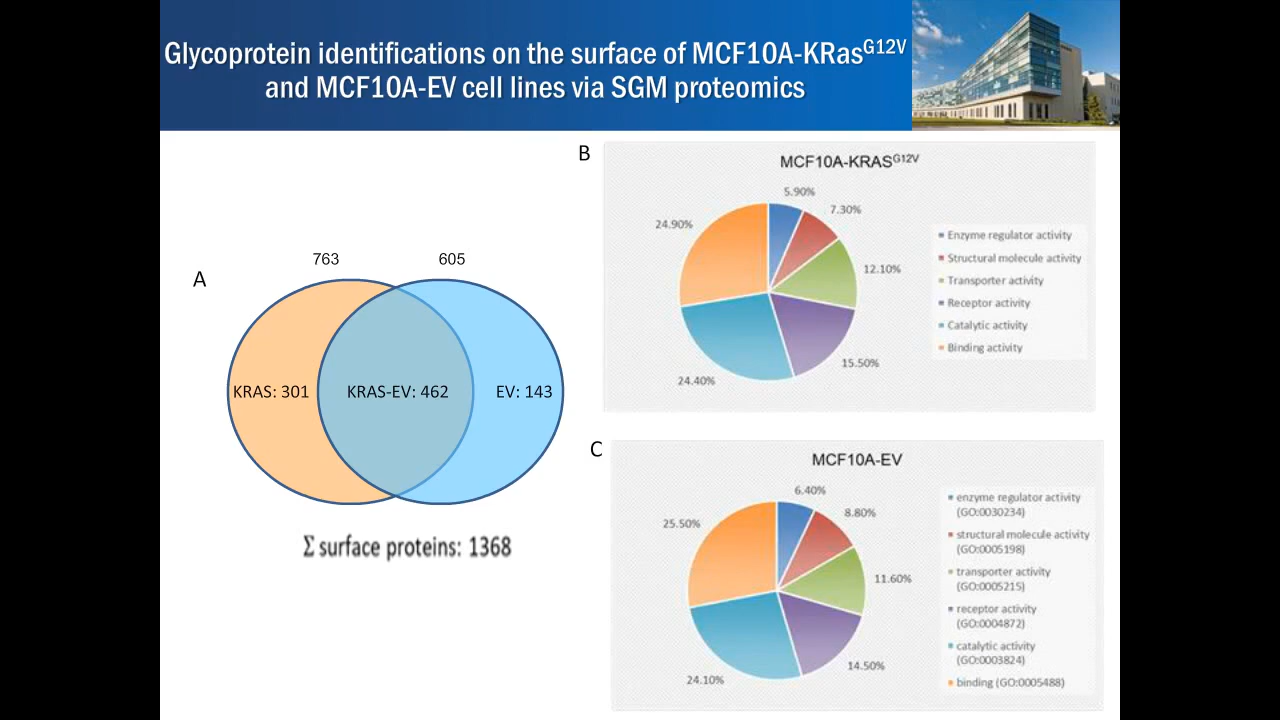 Glycoprotein identifications on the surface of MCF10A-KRasG12V
and MCF10A-EV cell lines via SGM proteomics
A
763
605
KRAS: 301
KRAS-EV: 462
EV: 143
Σ surface proteins: 1368
B
MCF10A-KRASG12V
5.90%
7.30%
12.10%
15.50%
24.40%
24.90%
Enzyme regulator activity
Structural molecule activity
Transporter activity
Receptor activity
Catalytic activity
Binding activity
C
MCF10A-EV
6.40%
8.80%
11.60%
14.50%
24.10%
25.50%
enzyme regulator activity
(GO:0030234)
structural molecule activity
(GO:0005198)
transporter activity
(GO:0005215)
receptor activity
(GO:0004872)
catalytic activity
(GO:0003824)
binding (GO:0005488)